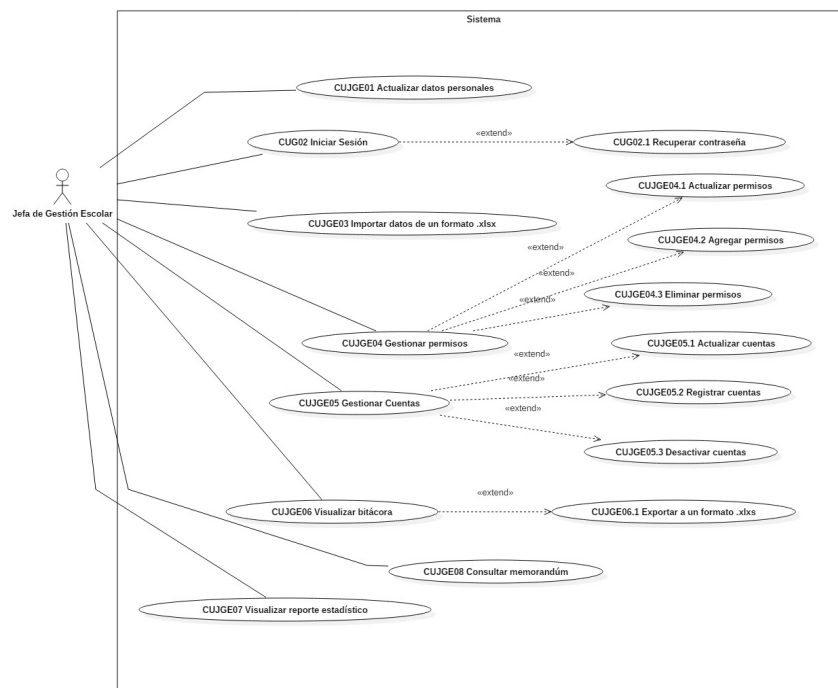 Sistema
CUJGE01 Actualizar datos personales
CUG02 Iniciar Sesión
«extend»
CUG02.1 Recuperar contraseña
Jefa de Gestión Escolar
CUJGE04.1 Actualizar permisos
CUJGE03 Importar datos de un formato .xlsx
«extend»
CUJGE04.2 Agregar permisos
«extend»
CUJGE04.3 Eliminar permisos
«extend»
CUJGE04 Gestionar permisos
CUJGE05.1 Actualizar cuentas
«extend»
«extend»
CUJGE05.2 Registrar cuentas
CUJGE05 Gestionar Cuentas
«extend»
CUJGE05.3 Desactivar cuentas
«extend»
CUJGE06 Visualizar bitácora
CUJGE06.1 Exportar a un formato .xlxs
CUJGE08 Consultar memorandúm
CUJGE07 Visualizar reporte estadístico